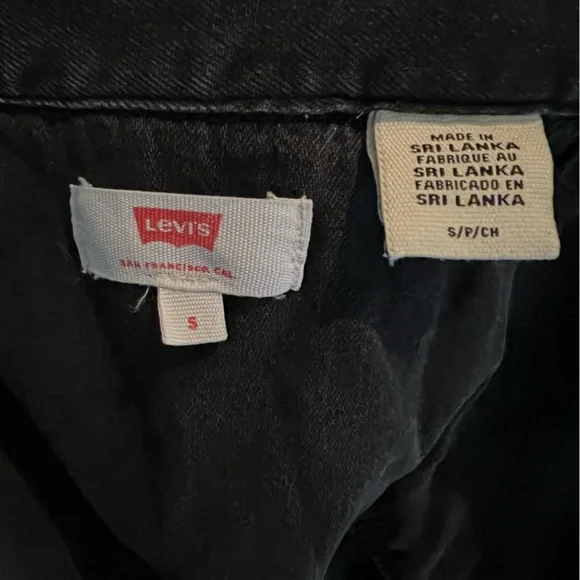 Levi's
SAN FRANCISCO, CAL.
S
MADE IN
SRI LANKA
FABRIQUE AU
SRI LANKA
FABRICADO EN
SRI LANKA
S/P/CH